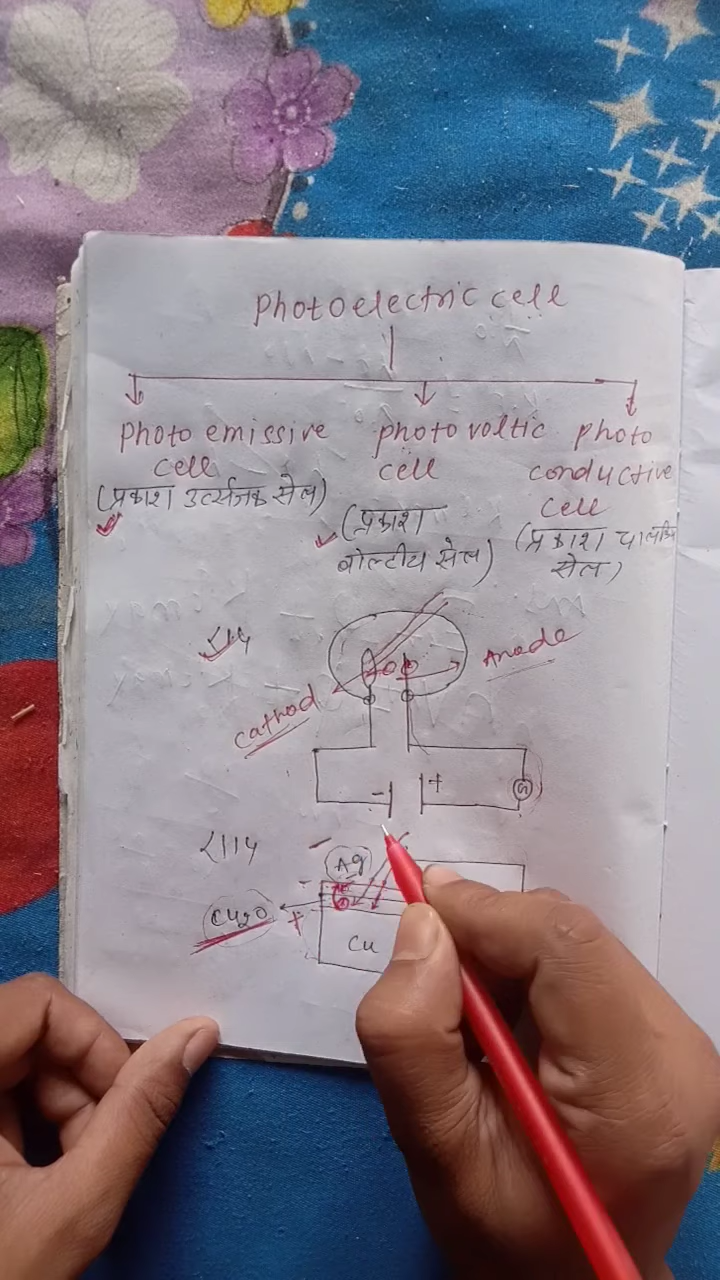 photoelectric cell
photo emissive cell
(प्रकाश उत्सर्जक सेल)
photo voltic cell
(प्रकाश वोल्टीय सेल)
photo conductive cell
(प्रकाश चालकीय सेल)
Anode
cathod
-
+
G
Ag
-
Cu2O
+
Cu